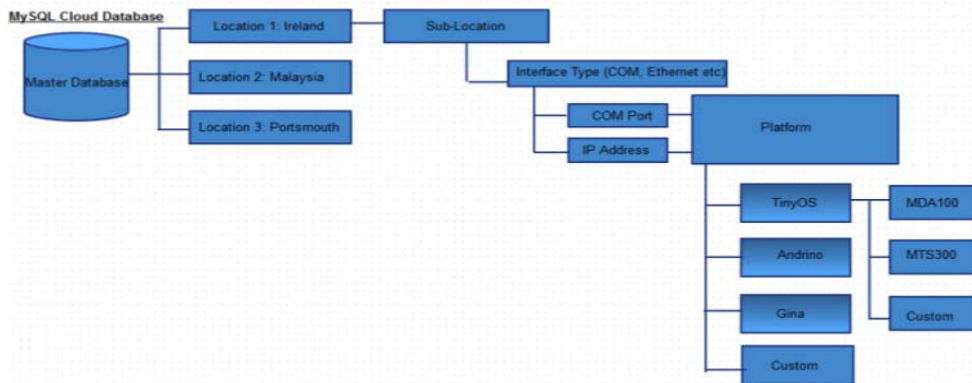 MySQL Cloud Database
Master Database
Location 1: Ireland
Location 2: Malaysia
Location 3: Portsmouth
Sub-Location
Interface Type (COM, Ethernet etc)
COM Port
IP Address
Platform
TinyOS
Andrino
Gina
Custom
MDA100
MTS300
Custom